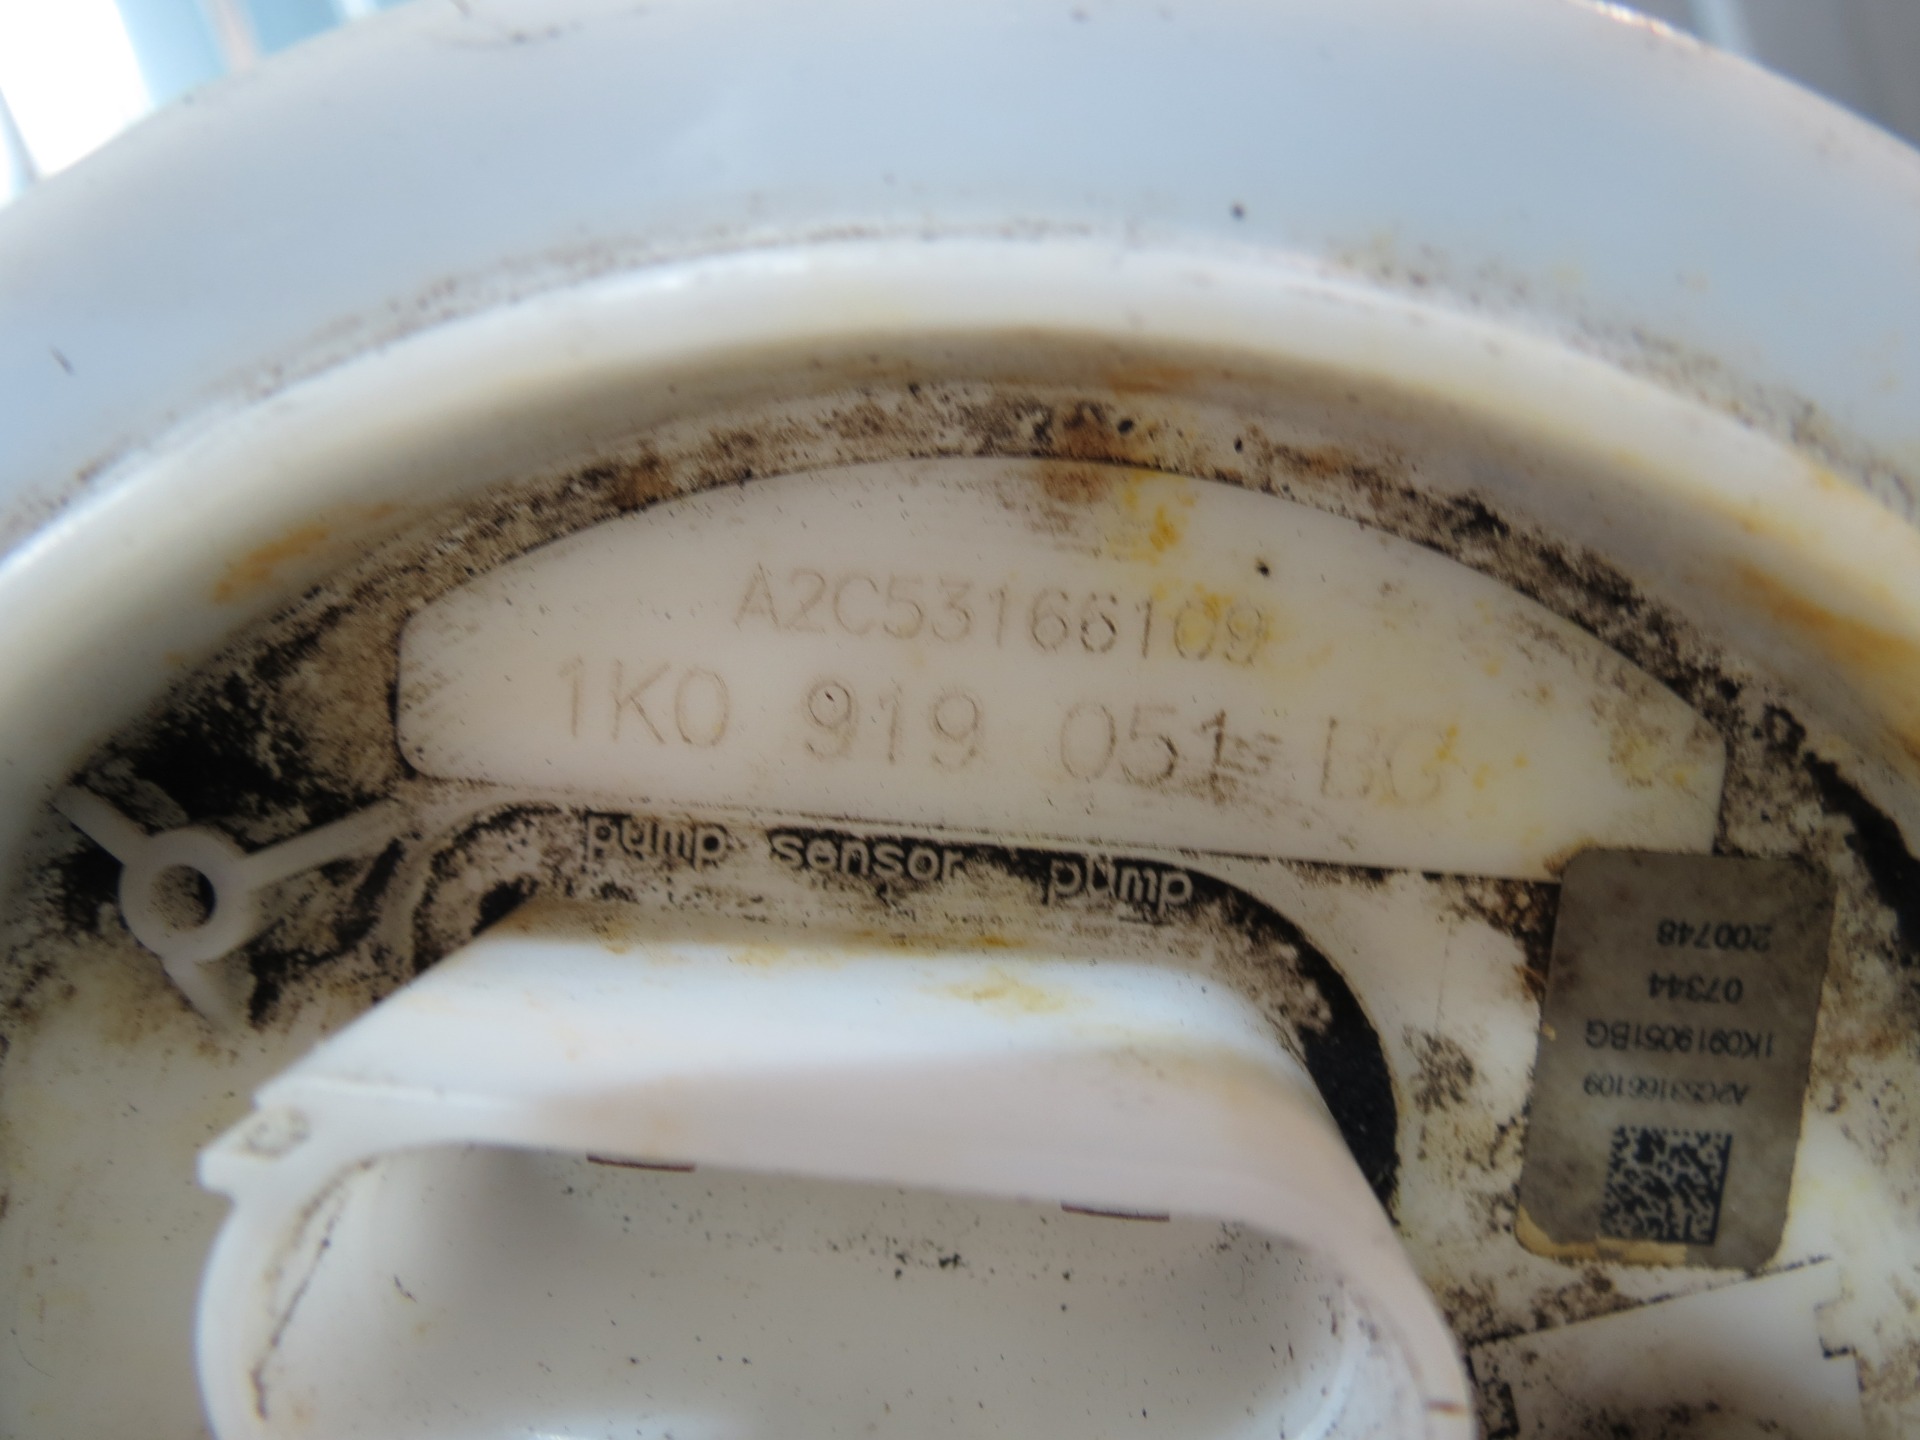 A2C53166109
1K0 919 051 BG
pump sensor pump
200748
07344
1K0919051BG
A2C53166109